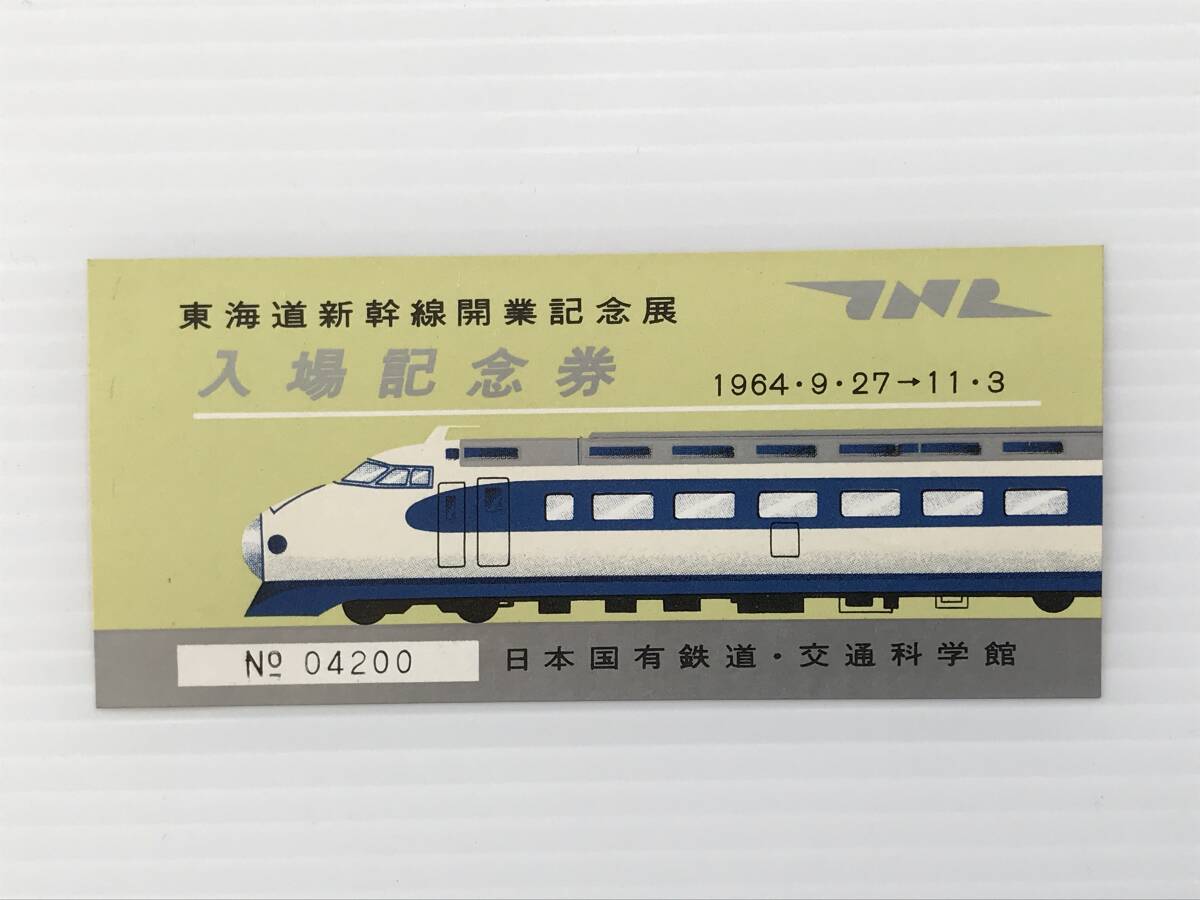 東海道新幹線開業記念展
JNR
入場記念券
1964・9・27→11・3
№ 04200
日本国有鉄道・交通科学館